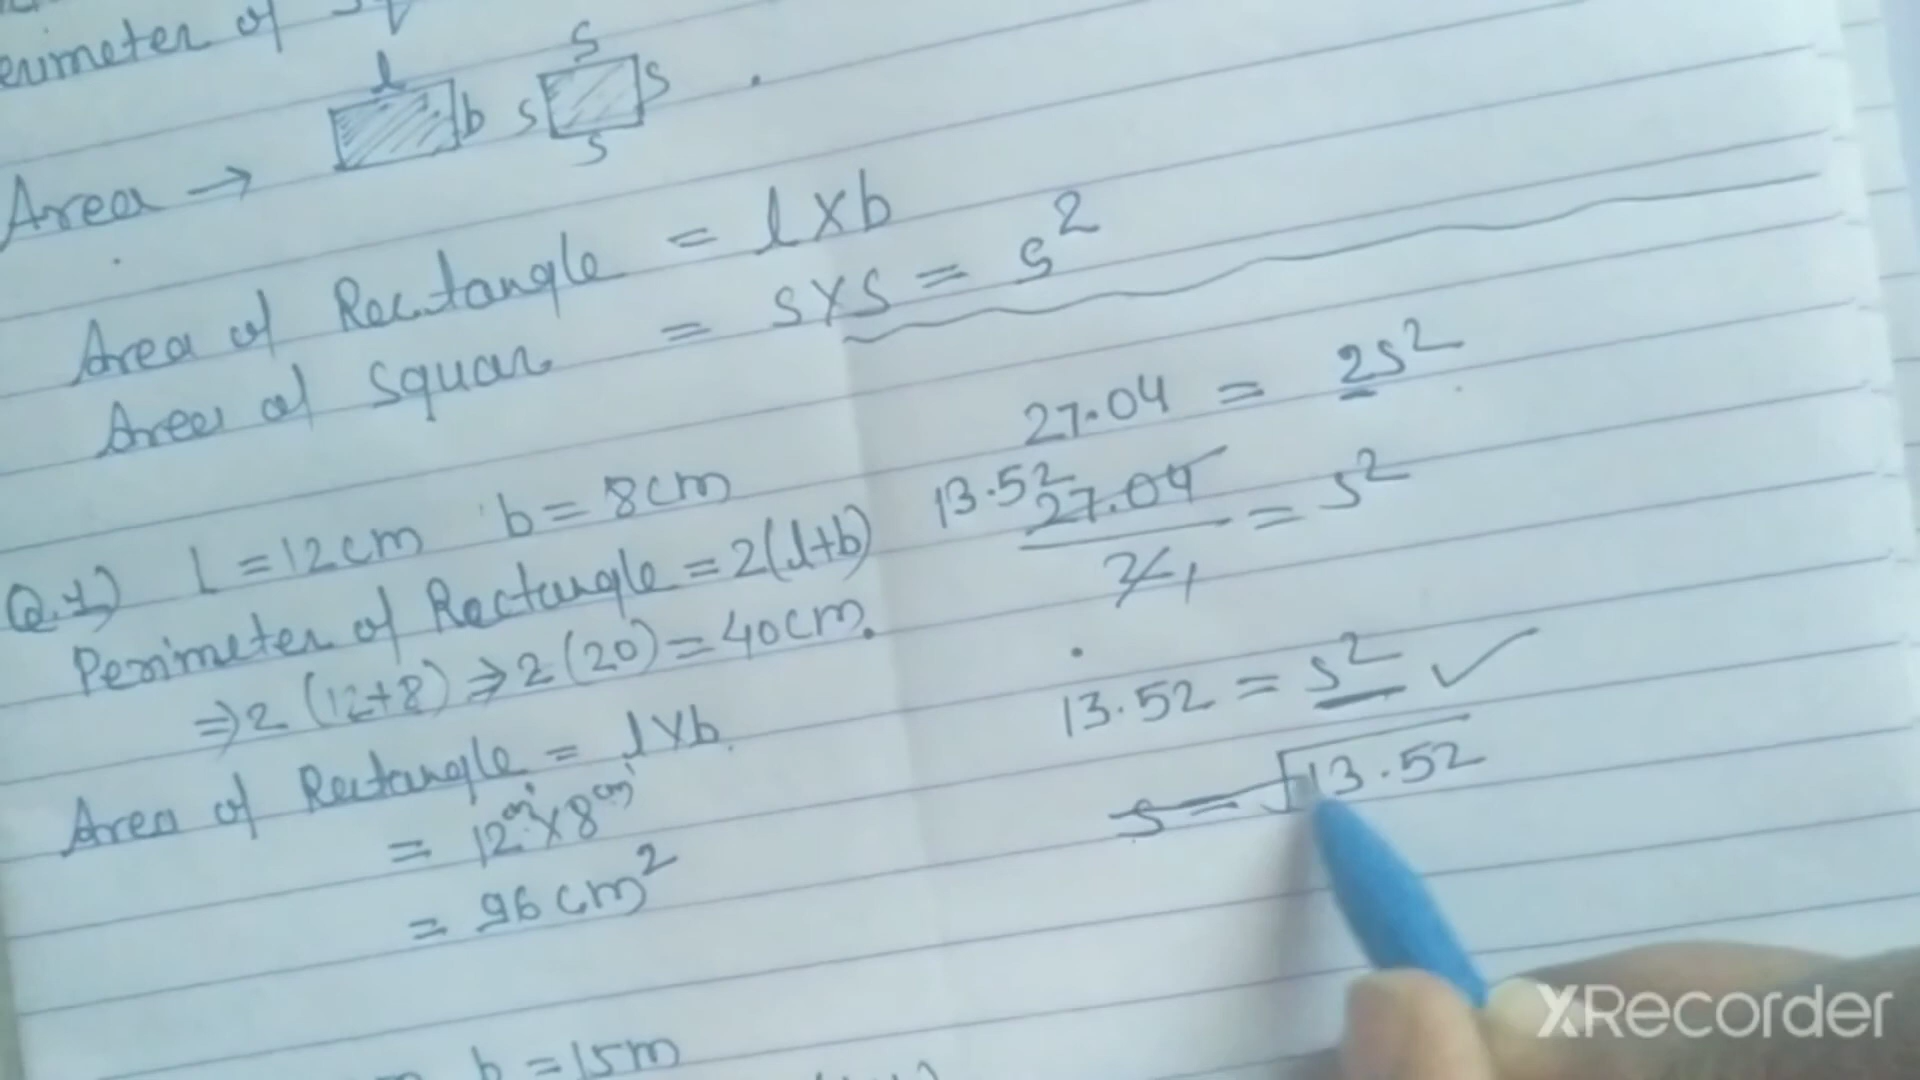 erimeter of
l
b
s
s
s
s
Area →
Area of Rectangle = l×b
Area of squar = s×s = s²
Q.1) L = 12cm b = 8cm
Perimeter of Rectangle = 2(l+b)
⇒ 2 (12+8) ⇒ 2 (20) = 40cm.
Area of Rectangle = l×b.
= 12cm × 8cm
= 96 cm²
b = 15m
27.04 = 2s²
13.52
27.04 = s²
2 1
13.52 = s² ✓
s = √13.52
XRecorder